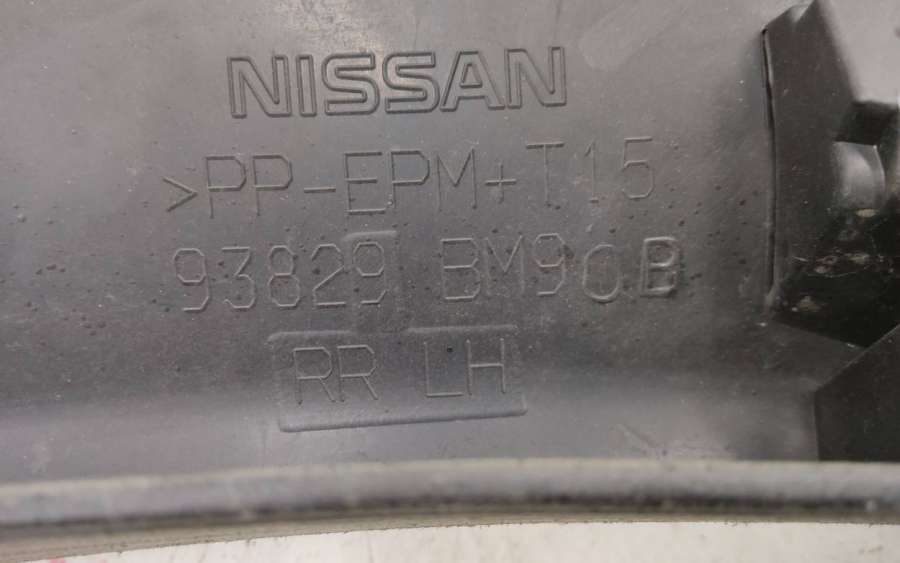 NISSAN
>PP-EPM+T15
93829 BM90B
RR LH